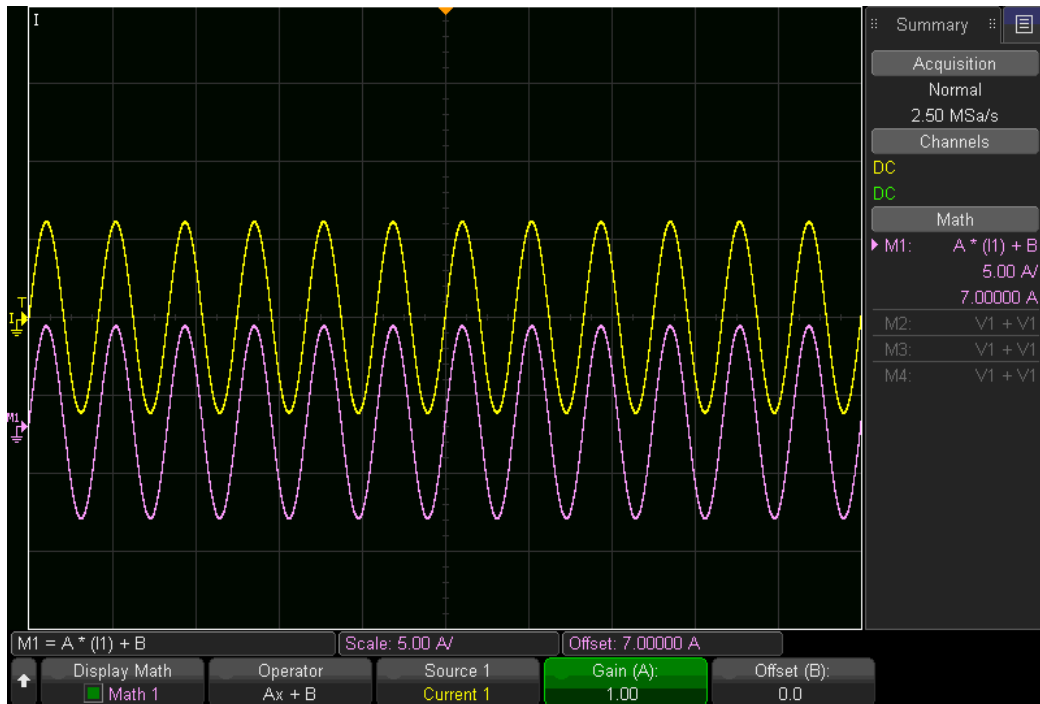 I
Summary
Acquisition
Normal
2.50 MSa/s
Channels
DC
DC
Math
M1: A * (I1) + B
5.00 A/
7.00000 A
M2: V1 + V1
M3: V1 + V1
M4: V1 + V1
T
I
M1
M1 = A * (I1) + B
Scale: 5.00 A/
Offset: 7.00000 A
Display Math
Math 1
Operator
Ax + B
Source 1
Current 1
Gain (A):
1.00
Offset (B):
0.0